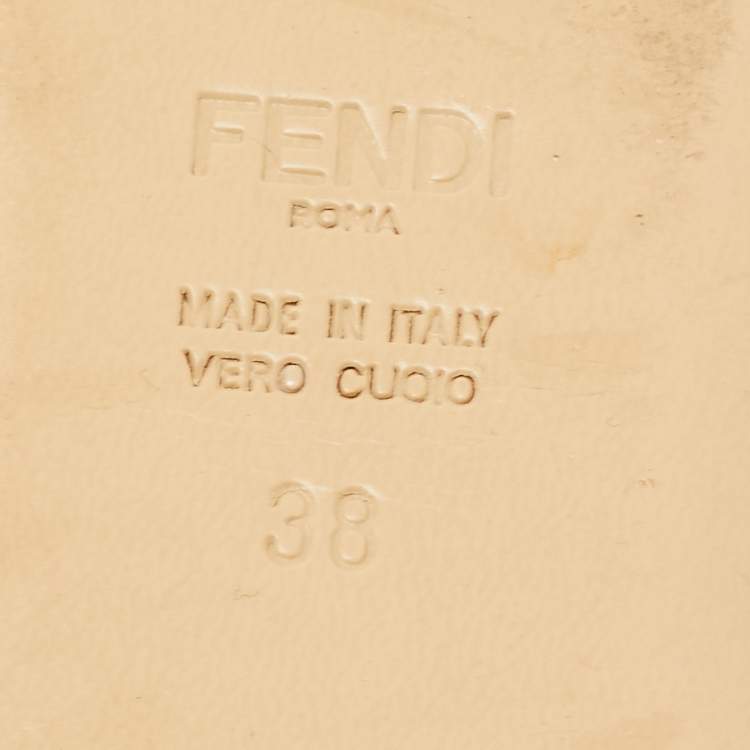 FENDI
ROMA
MADE IN ITALY
VERO CUOIO
38